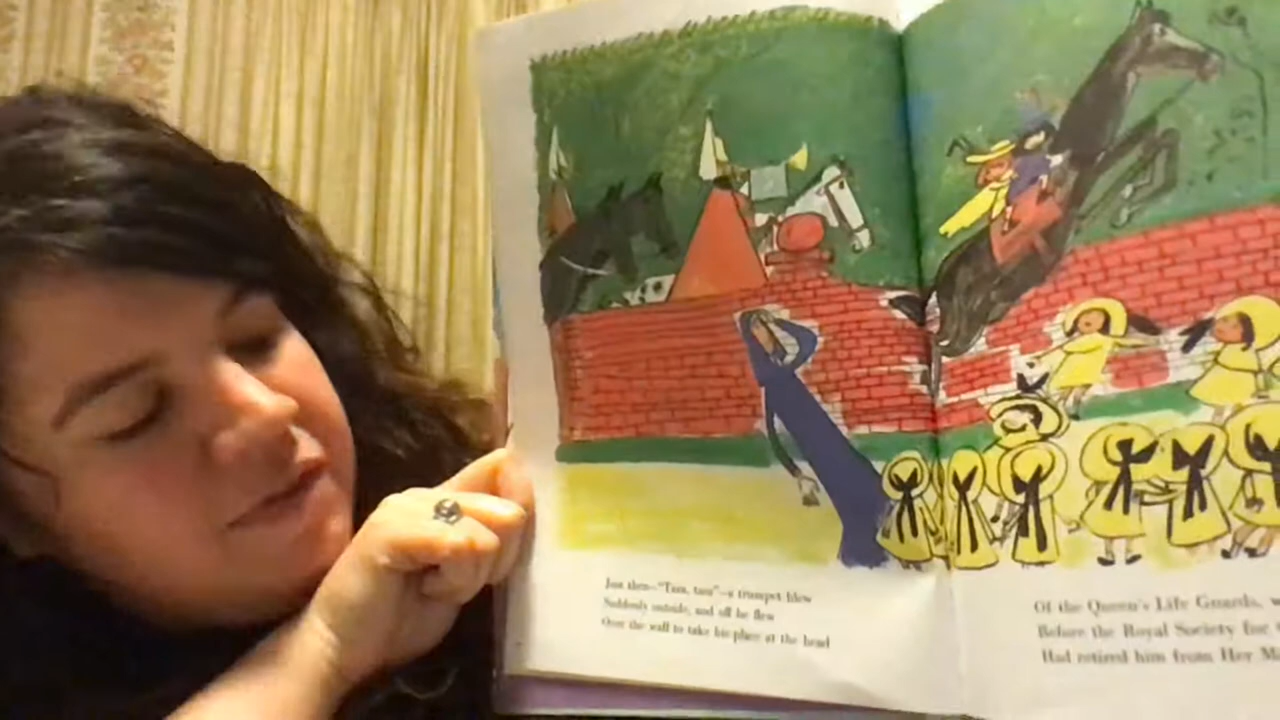 Just then—"Tara, tara"—a trumpet blew
Suddenly outside, and off he flew
Over the wall to take his place at the head
Of the Queen's Life Guards,
Before the Royal Society for
Had retired him from Her